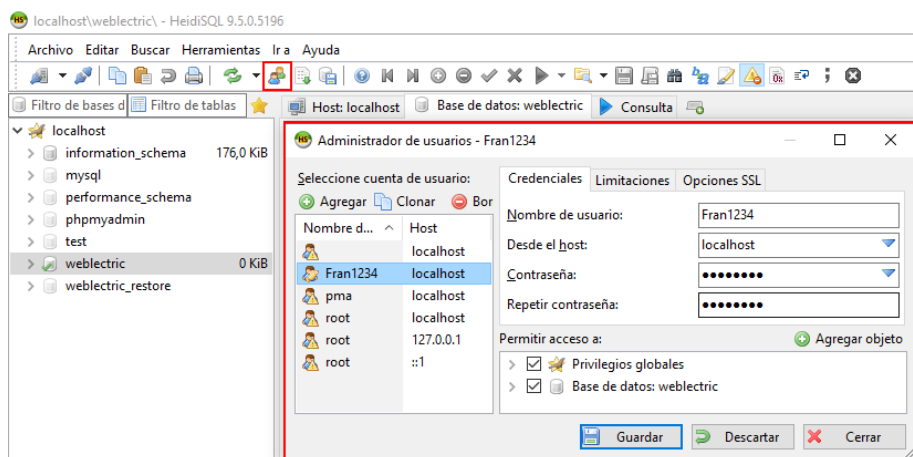 localhost\weblectric\ - HeidiSQL 9.5.0.5196
Archivo Editar Buscar Herramientas Ir a Ayuda
Filtro de bases d Filtro de tablas Host: localhost Base de datos: weblectric Consulta
localhost
information_schema 176,0 KiB
mysql
performance_schema
phpmyadmin
test
weblectric 0 KiB
weblectric_restore
Administrador de usuarios - Fran1234
Seleccione cuenta de usuario:
Agregar Clonar Bor
Nombre d... Host
localhost
Fran1234 localhost
pma localhost
root localhost
root 127.0.0.1
root ::1
Credenciales Limitaciones Opciones SSL
Nombre de usuario: Fran1234
Desde el host: localhost
Contraseña: ●●●●●●●●
Repetir contraseña: ●●●●●●●●
Permitir acceso a: Agregar objeto
Privilegios globales
Base de datos: weblectric
Guardar Descartar Cerrar